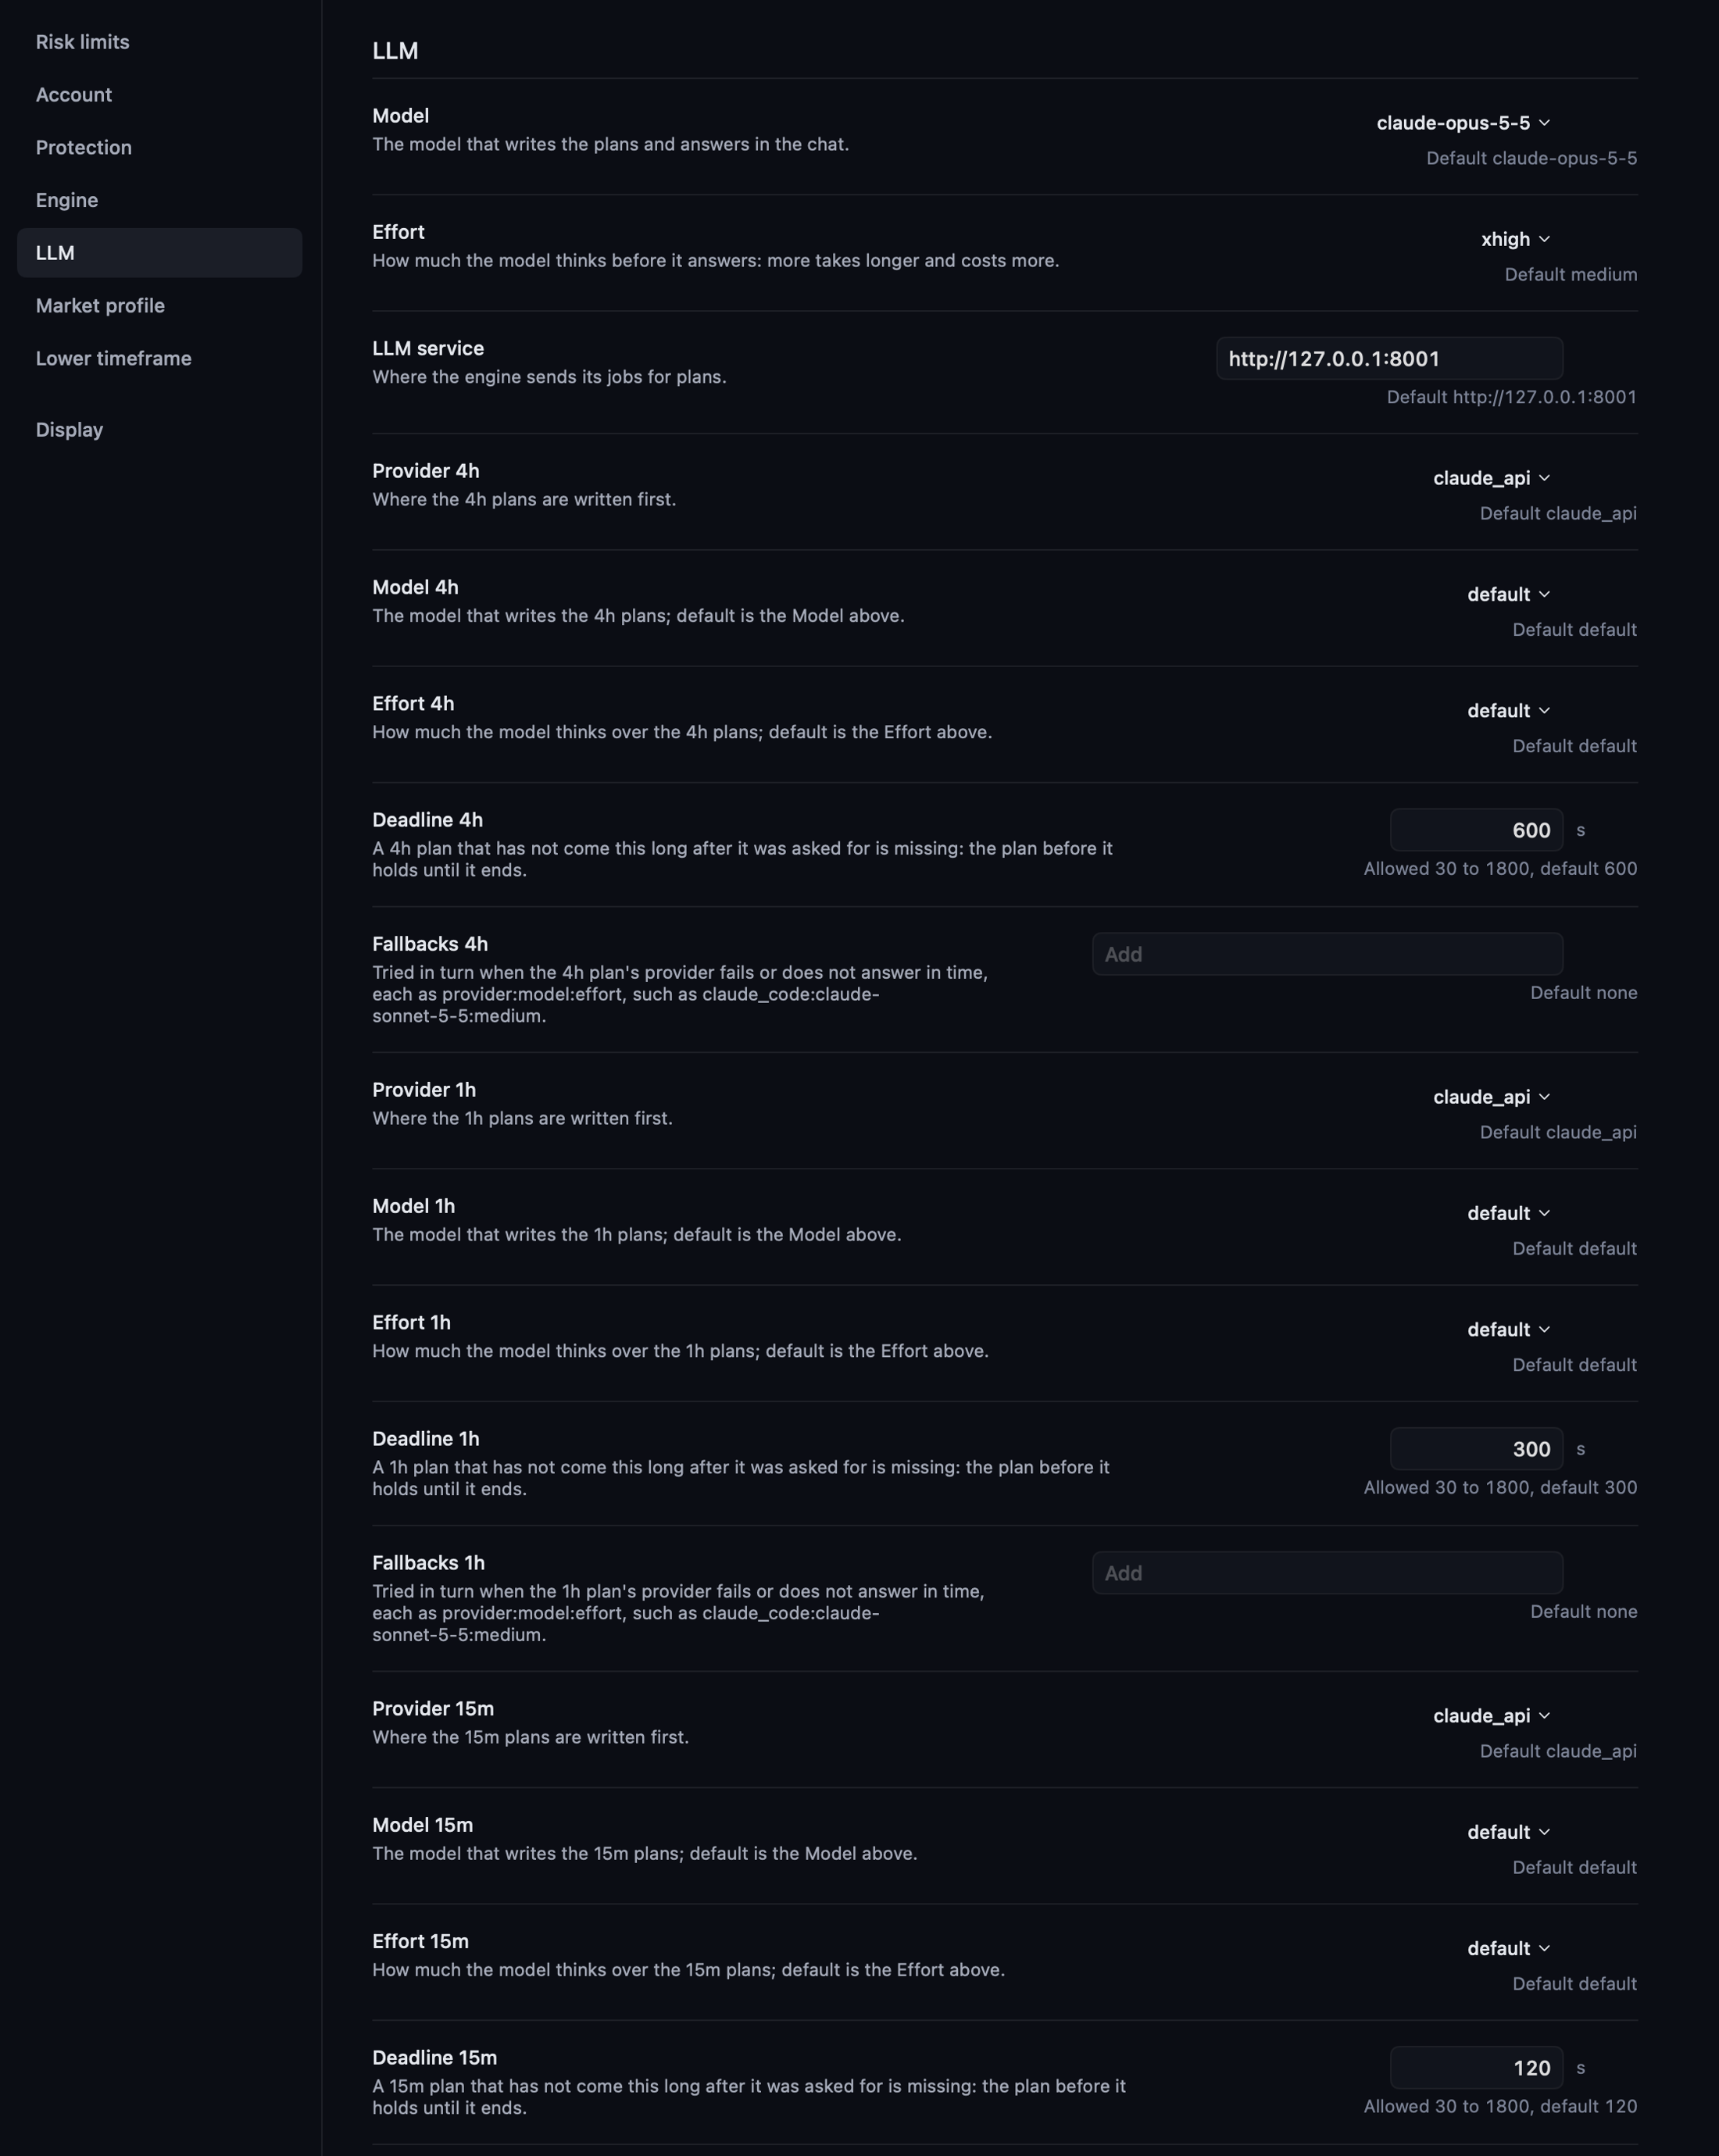 Risk limits
Account
Protection
Engine
LLM
Market profile
Lower timeframe
Display
LLM
Model
The model that writes the plans and answers in the chat.
claude-opus-5-5
Default claude-opus-5-5
Effort
How much the model thinks before it answers: more takes longer and costs more.
xhigh
Default medium
LLM service
Where the engine sends its jobs for plans.
http://127.0.0.1:8001
Default http://127.0.0.1:8001
Provider 4h
Where the 4h plans are written first.
claude_api
Default claude_api
Model 4h
The model that writes the 4h plans; default is the Model above.
default
Default default
Effort 4h
How much the model thinks over the 4h plans; default is the Effort above.
default
Default default
Deadline 4h
A 4h plan that has not come this long after it was asked for is missing: the plan before it
holds until it ends.
600 s
Allowed 30 to 1800, default 600
Fallbacks 4h
Tried in turn when the 4h plan's provider fails or does not answer in time,
each as provider:model:effort, such as claude_code:claude-
sonnet-5-5:medium.
Add
Default none
Provider 1h
Where the 1h plans are written first.
claude_api
Default claude_api
Model 1h
The model that writes the 1h plans; default is the Model above.
default
Default default
Effort 1h
How much the model thinks over the 1h plans; default is the Effort above.
default
Default default
Deadline 1h
A 1h plan that has not come this long after it was asked for is missing: the plan before it
holds until it ends.
300 s
Allowed 30 to 1800, default 300
Fallbacks 1h
Tried in turn when the 1h plan's provider fails or does not answer in time,
each as provider:model:effort, such as claude_code:claude-
sonnet-5-5:medium.
Add
Default none
Provider 15m
Where the 15m plans are written first.
claude_api
Default claude_api
Model 15m
The model that writes the 15m plans; default is the Model above.
default
Default default
Effort 15m
How much the model thinks over the 15m plans; default is the Effort above.
default
Default default
Deadline 15m
A 15m plan that has not come this long after it was asked for is missing: the plan before it
holds until it ends.
120 s
Allowed 30 to 1800, default 120